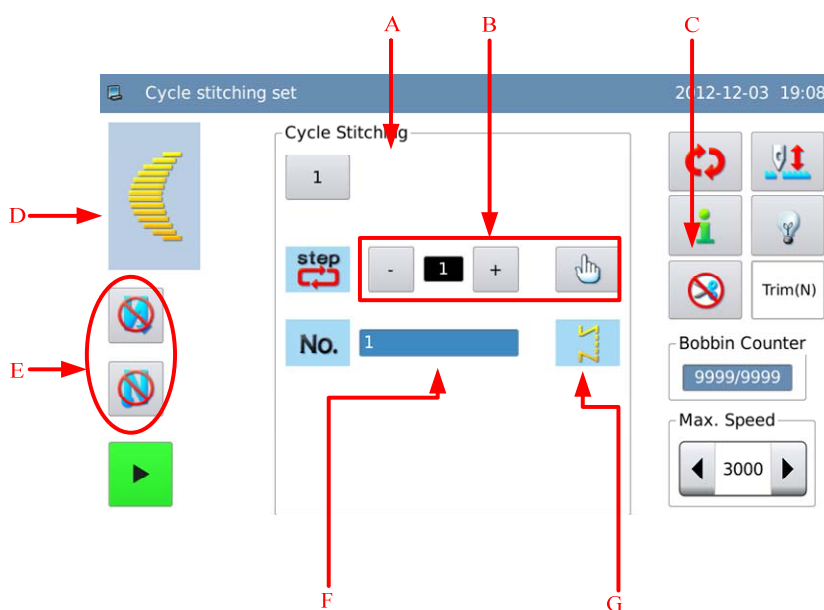 A
B
C
Cycle stitching set
2012-12-03 19:08
Cycle Stitching
1
D
step
-
1
+
Trim(N)
No.
1
Bobbin Counter
9999/9999
E
Max. Speed
3000
F
G